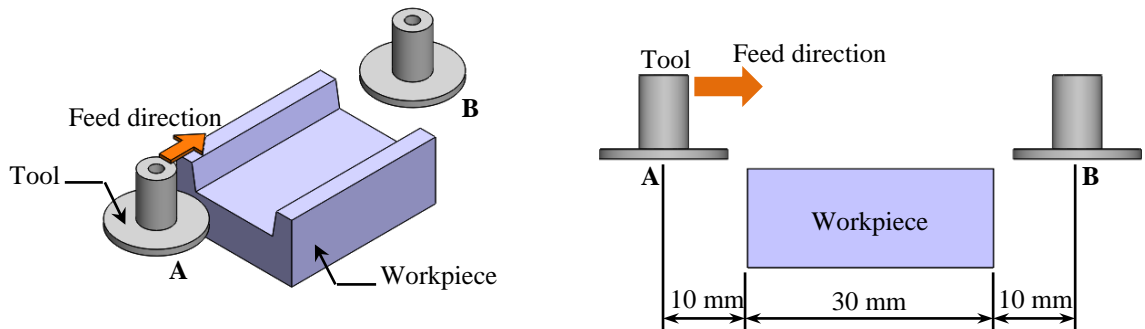 Feed direction
Tool
A
B
Workpiece
Tool
Feed direction
A
B
Workpiece
10 mm
30 mm
10 mm